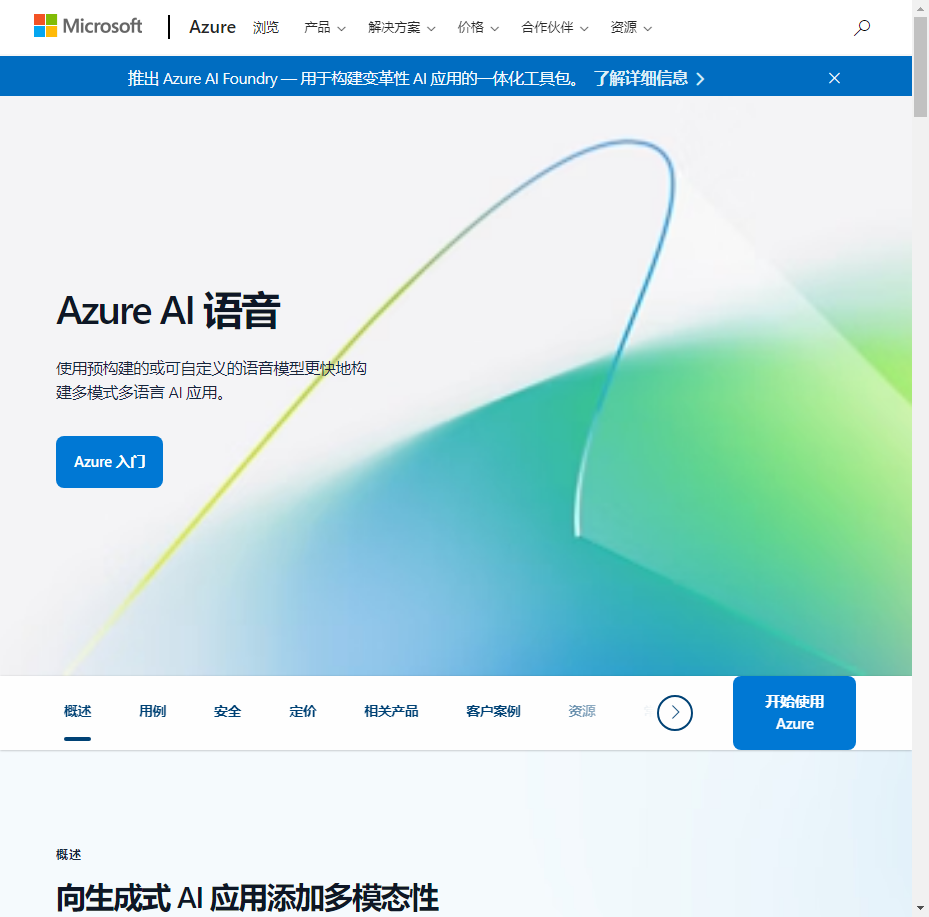 Microsoft
Azure
浏览
产品
解决方案
价格
合作伙伴
资源
推出 Azure AI Foundry — 用于构建变革性 AI 应用的一体化工具包。 了解详细信息
Azure AI 语音
使用预构建的或可自定义的语音模型更快地构
建多模式多语言 AI 应用。
Azure 入门
概述
用例
安全
定价
相关产品
客户案例
资源
开始使用
Azure
概述
向生成式 AI 应用添加多模态性